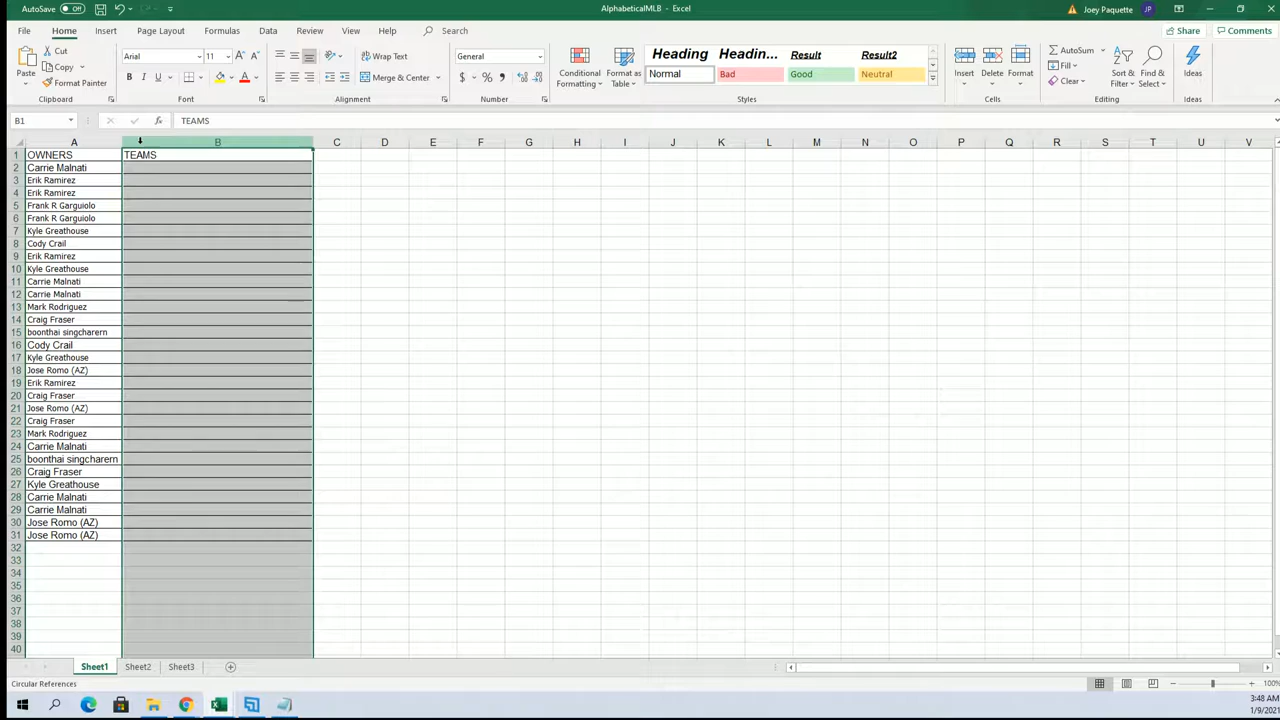 AutoSave Off AlphabeticalMLB - Excel Joey Paquette JP
File Home Insert Page Layout Formulas Data Review View Help Search Share Comments
Paste Cut Copy Format Painter Clipboard
Arial 11 A A B I U A Font
Wrap Text Merge & Center Alignment
General $ % , Number
Conditional Formatting Format as Table
Heading Headin... Result Result2
Normal Bad Good Neutral
Styles
Insert Delete Format Cells
AutoSum Fill Clear Sort & Filter Find & Select Editing
Ideas Ideas
B1 fx TEAMS
A B C D E F G H I J K L M N O P Q R S T U V
1 OWNERS TEAMS
2 Carrie Malnati
3 Erik Ramirez
4 Erik Ramirez
5 Frank R Garguiolo
6 Frank R Garguiolo
7 Kyle Greathouse
8 Cody Crail
9 Erik Ramirez
10 Kyle Greathouse
11 Carrie Malnati
12 Carrie Malnati
13 Mark Rodriguez
14 Craig Fraser
15 boonthai singcharern
16 Cody Crail
17 Kyle Greathouse
18 Jose Romo (AZ)
19 Erik Ramirez
20 Craig Fraser
21 Jose Romo (AZ)
22 Craig Fraser
23 Mark Rodriguez
24 Carrie Malnati
25 boonthai singcharern
26 Craig Fraser
27 Kyle Greathouse
28 Carrie Malnati
29 Carrie Malnati
30 Jose Romo (AZ)
31 Jose Romo (AZ)
32
33
34
35
36
37
38
39
40
Sheet1 Sheet2 Sheet3
Circular References 100%
3:48 AM
1/9/2021